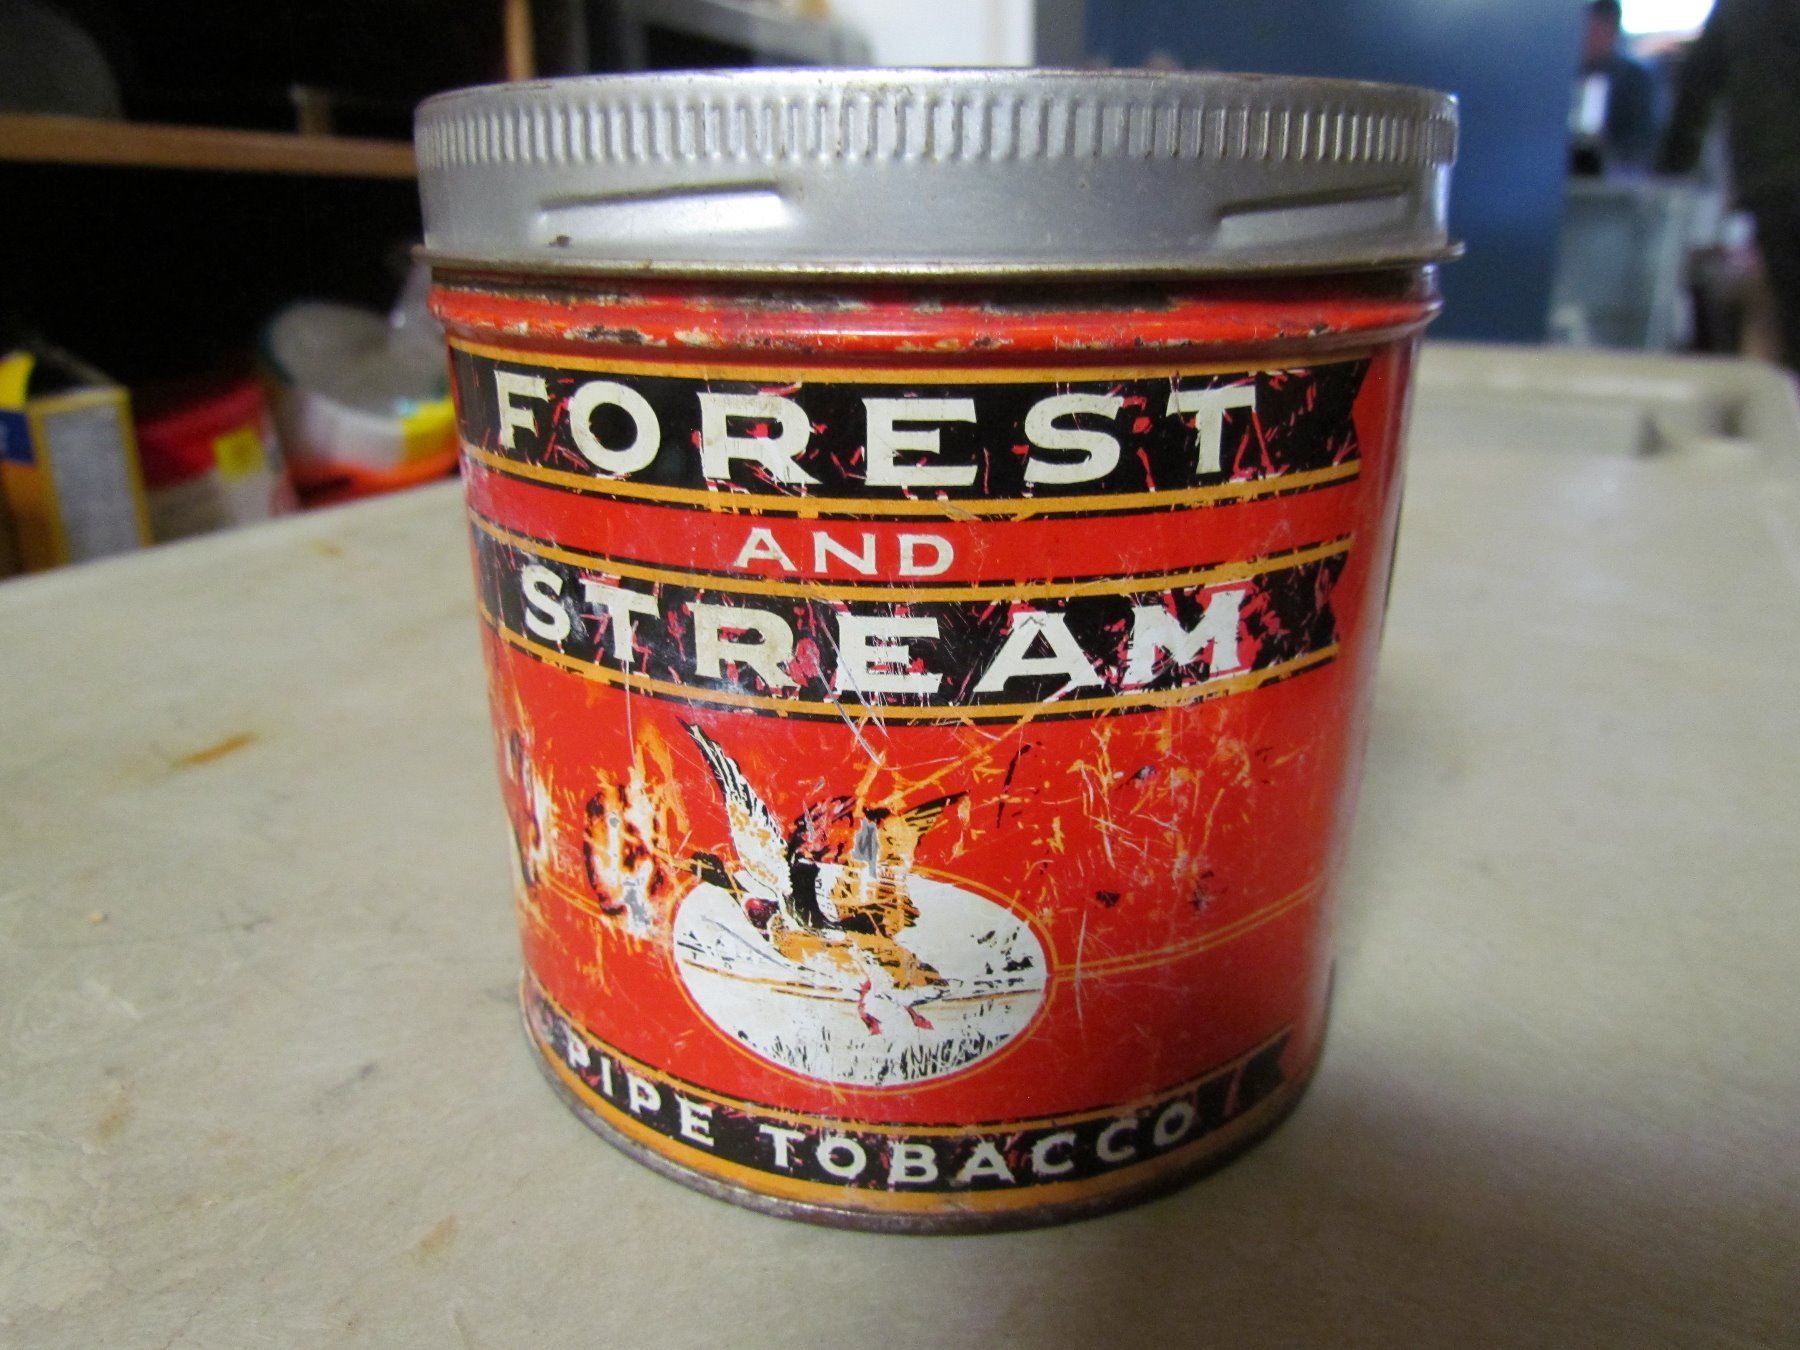 FOREST
AND
STREAM
PIPE TOBACCO